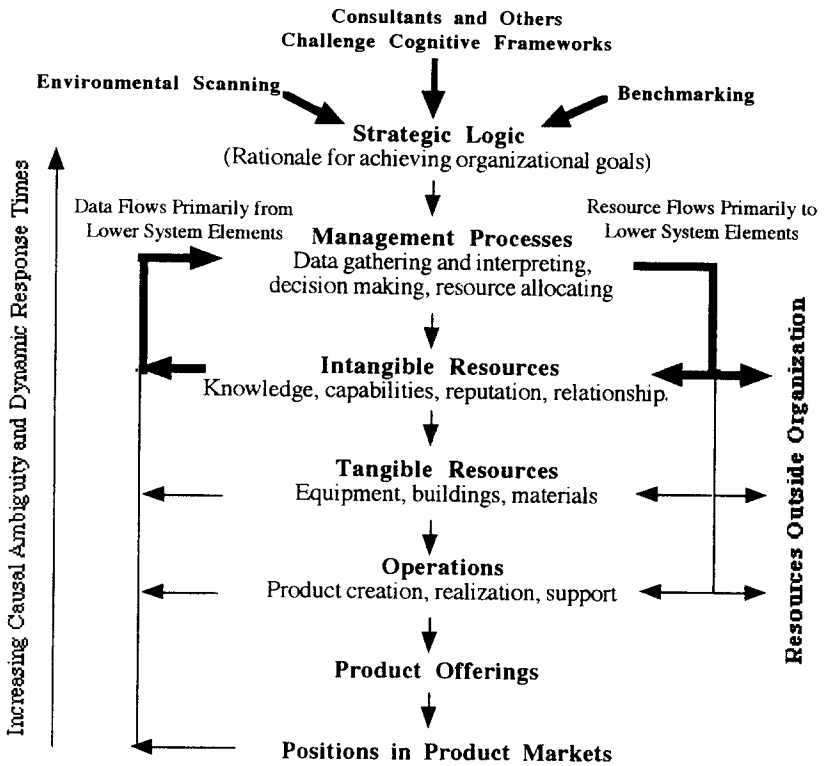 Consultants and Others
Challenge Cognitive Frameworks
Environmental Scanning
Benchmarking
Strategic Logic
(Rationale for achieving organizational goals)
Data Flows Primarily from
Lower System Elements
Resource Flows Primarily to
Lower System Elements
Management Processes
Data gathering and interpreting,
decision making, resource allocating
Intangible Resources
Knowledge, capabilities, reputation, relationship.
Tangible Resources
Equipment, buildings, materials
Operations
Product creation, realization, support
Product Offerings
Positions in Product Markets
Increasing Causal Ambiguity and Dynamic Response Times
Resources Outside Organization